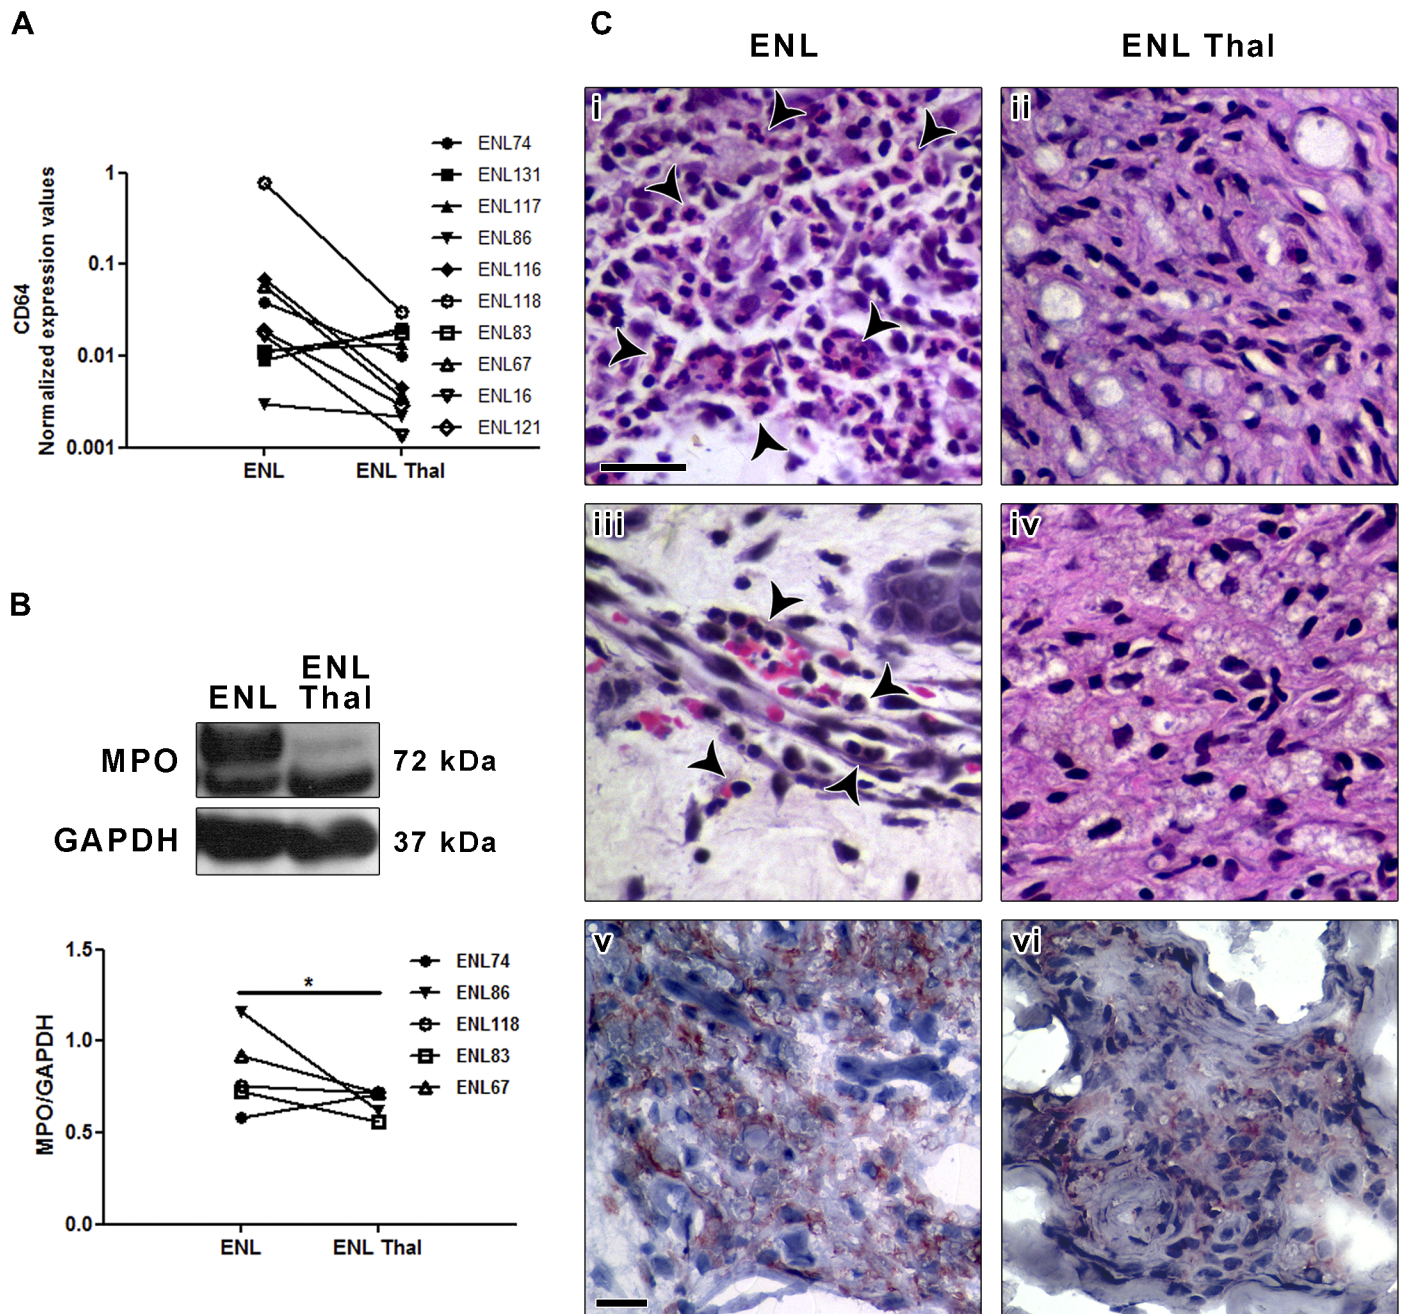 A
CD64
Normalized expression values
1
0.1
0.01
0.001
ENL
ENL Thal
ENL74
ENL131
ENL117
ENL86
ENL116
ENL118
ENL83
ENL67
ENL16
ENL121
B
ENL
ENL
Thal
MPO
72 kDa
GAPDH
37 kDa
MPO/GAPDH
1.5
1.0
0.5
0.0
*
ENL
ENL Thal
ENL74
ENL86
ENL118
ENL83
ENL67
C
ENL
ENL Thal
i
ii
iii
iv
v
vi